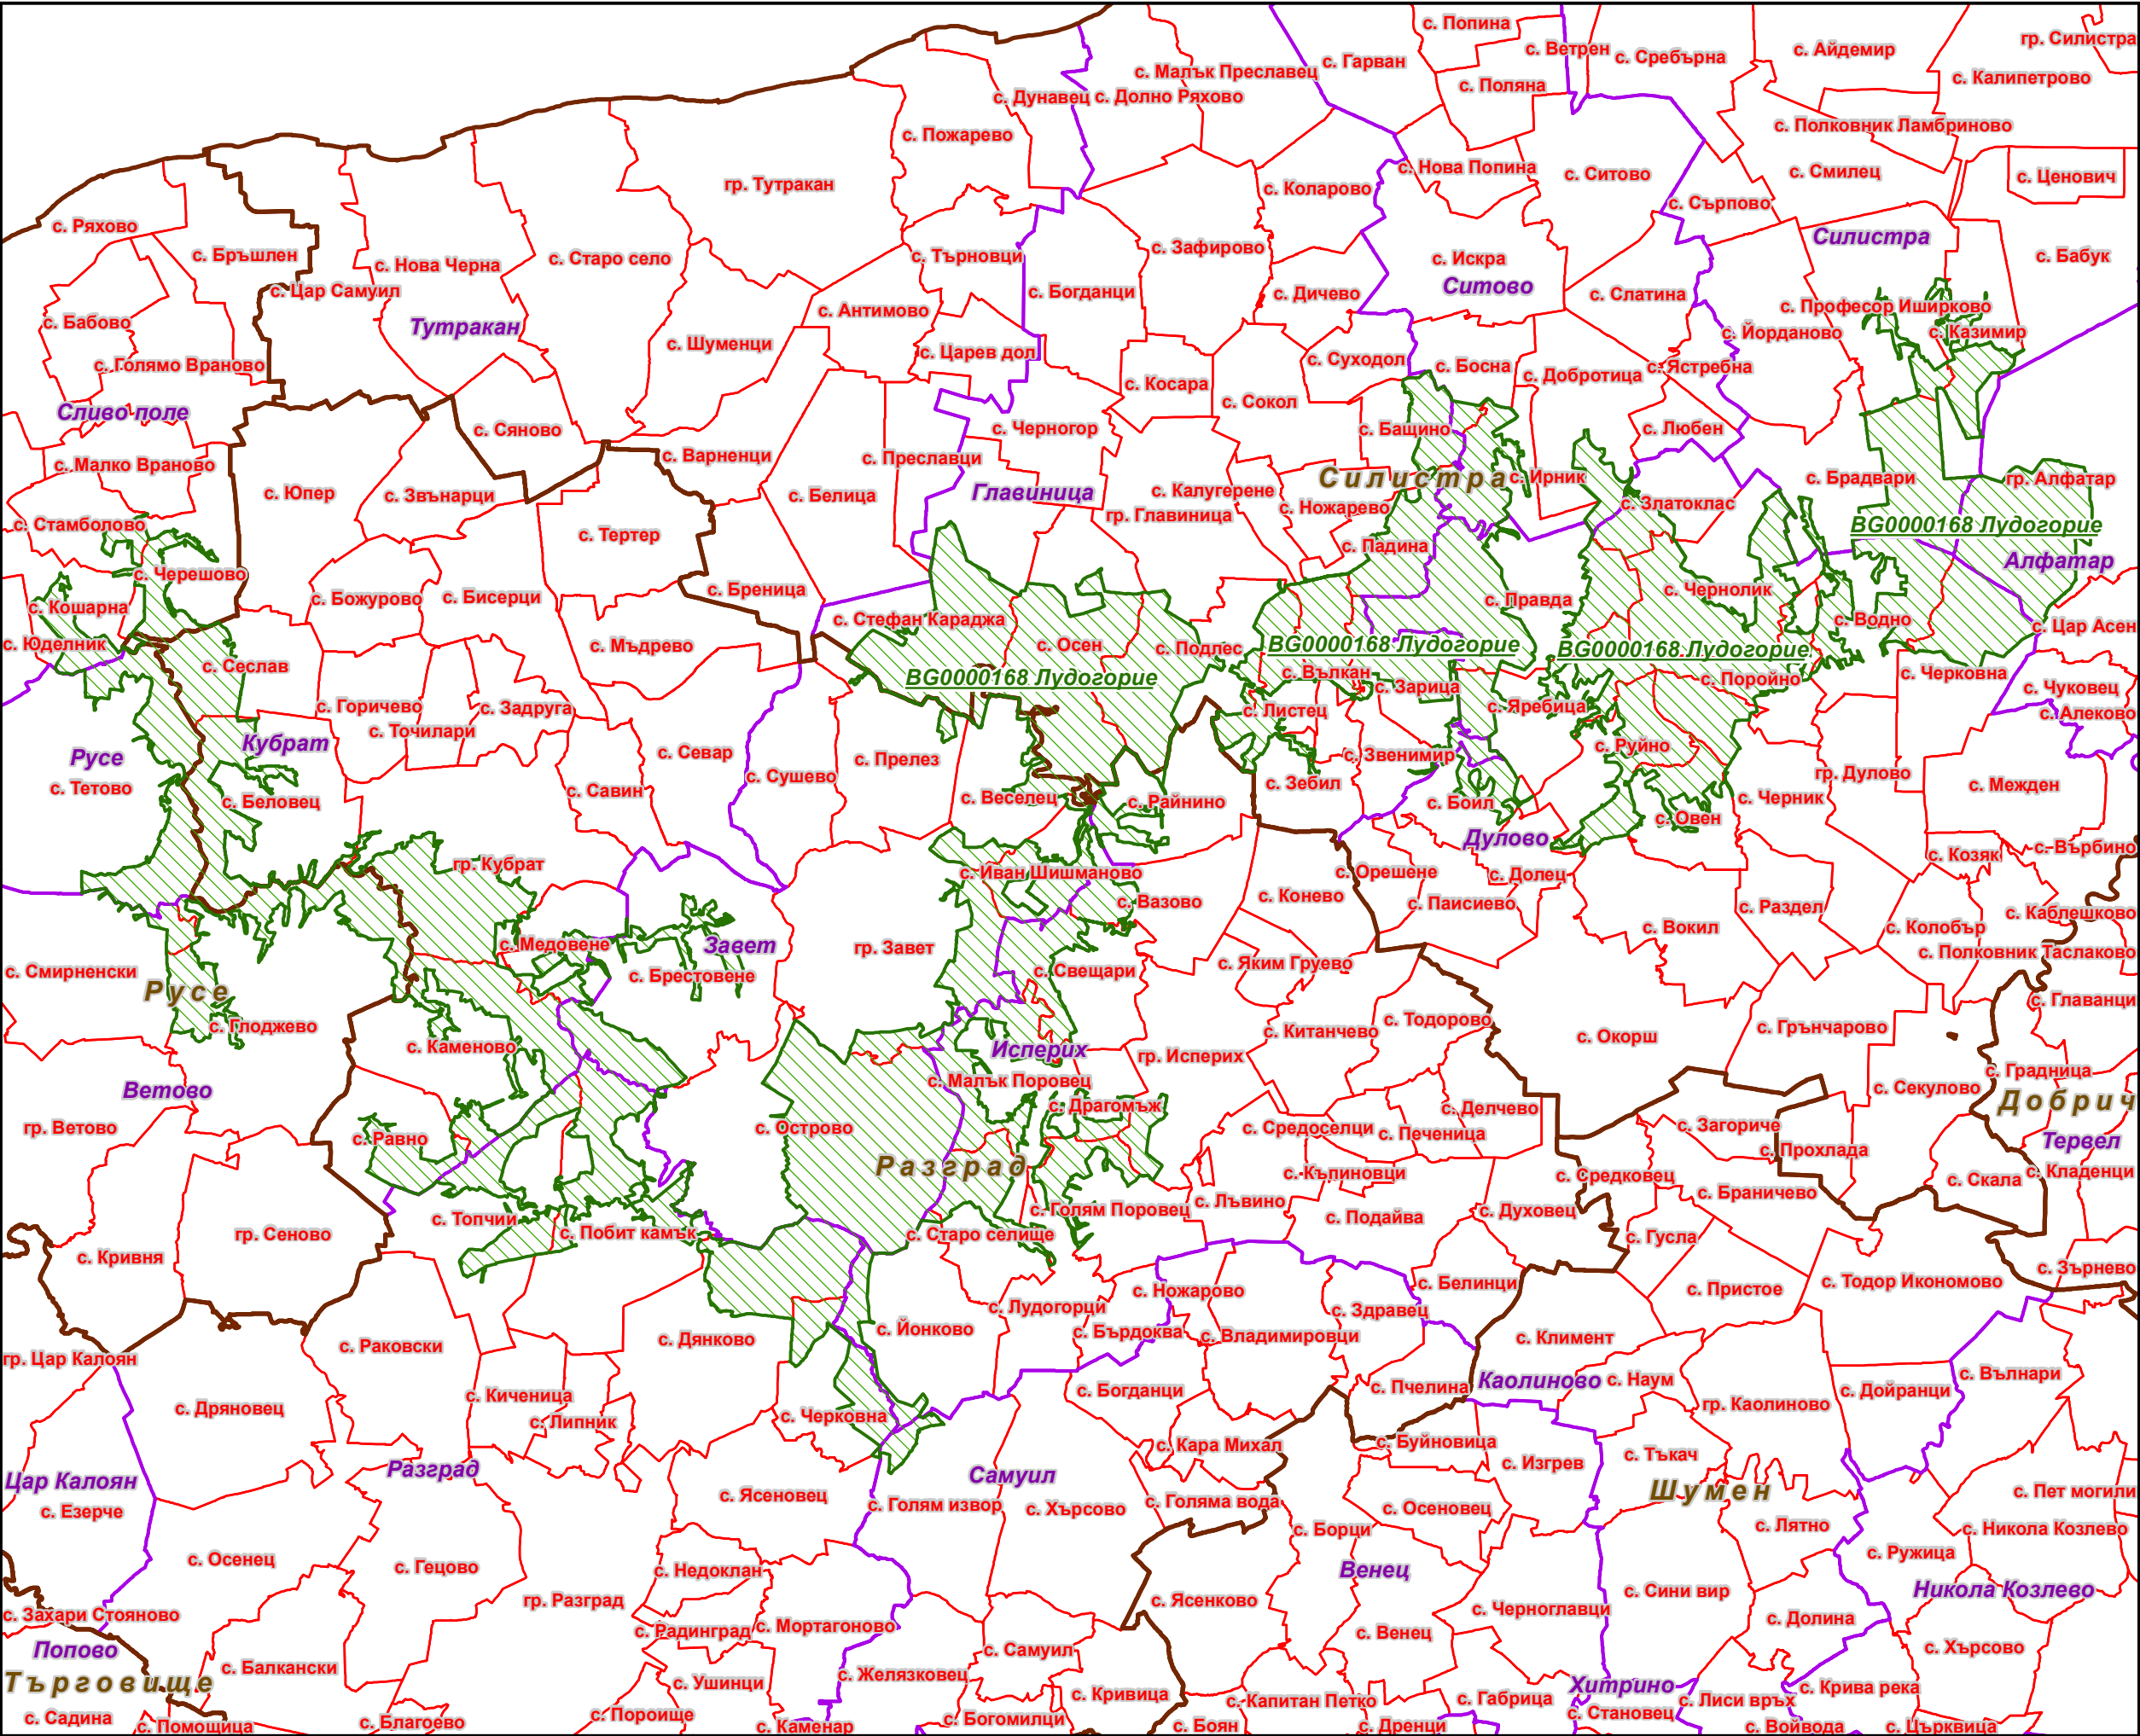 с. Попина
гр. Силистра
с. Ветрен
с. Айдемир
с. Сребърна
с. Гарван
с. Малък Преславец
с. Калипетрово
с. Поляна
с. Дунавец
с. Долно Ряхово
с. Полковник Ламбриново
с. Пожарево
с. Нова Попина
с. Смилец
с. Ситово
с. Ценович
гр. Тутракан
с. Коларово
с. Сърпово
с. Ряхово
Силистра
с. Зафирово
с. Бръшлен
с. Търновци
с. Бабук
с. Старо село
с. Искра
с. Нова Черна
Ситово
с. Цар Самуил
с. Богданци
с. Дичево
с. Слатина
с. Професор Иширково
с. Антимово
с. Бабово
Тутракан
с. Йорданово
с. Казимир
с. Шуменци
с. Царев дол
с. Суходол
с. Голямо Враново
с. Босна
с. Ястребна
с. Добротица
с. Косара
с. Сокол
Сливо поле
с. Сяново
с. Черногор
с. Бащино
с. Любен
с. Варненци
с. Преславци
с. Малко Враново
Силистра
с. Ирник
с. Брадвари
гр. Алфатар
с. Юпер
с. Звънарци
с. Белица
Главиница
с. Калугерене
с. Златоклас
с. Ножарево
гр. Главиница
с. Стамболово
BG0000168 Лудогорие
с. Тертер
с. Падина
Алфатар
с. Черешово
с. Бреница
с. Чернолик
с. Божурово
с. Бисерци
с. Правда
с. Кошарна
с. Стефан Караджа
с. Водно
с. Цар Асен
с. Юделник
с. Мъдрево
с. Осен
с. Подлес
BG0000168 Лудогорие
BG0000168 Лудогорие
с. Сеслав
BG0000168 Лудогорие
с. Вълкан
с. Зарица
с. Поройно
с. Черковна
с. Чуковец
с. Горичево
с. Задруга
с. Листец
с. Яребица
с. Алеково
с. Точилари
Кубрат
с. Руйно
Русе
с. Севар
с. Прелез
с. Звенимир
с. Сушево
гр. Дулово
с. Тетово
с. Зебил
с. Межден
с. Савин
с. Веселец
с. Райнино
с. Боил
с. Черник
с. Беловец
с. Овен
Дулово
с. Върбино
с. Козяк
гр. Кубрат
с. Иван Шишманово
с. Орешене
с. Долец
с. Вазово
с. Конево
с. Паисиево
с. Раздел
с. Каблешково
с. Колобър
с. Вокил
с. Медовене
Завет
гр. Завет
с. Полковник Таслаково
с. Яким Груево
с. Смирненски
с. Свещари
с. Брестовене
Русе
с. Главанци
с. Глоджево
с. Китанчево
с. Тодорово
с. Грънчарово
с. Окорш
с. Каменово
Исперих
гр. Исперих
с. Градница
с. Малък Поровец
с. Секулово
Ветово
Добрич
с. Драгомъж
с. Делчево
гр. Ветово
с. Острово
с. Средоселци
с. Печеница
с. Загориче
с. Равно
Тервел
с. Прохлада
Разград
с. Къпиновци
с. Средковец
с. Кладенци
с. Скала
с. Браничево
с. Лъвино
с. Голям Поровец
с. Духовец
с. Топчии
с. Подайва
гр. Сеново
с. Побит камък
с. Старо селище
с. Гусла
с. Кривня
с. Зърнево
с. Белинци
с. Тодор Икономово
с. Ножарово
с. Пристое
с. Лудогорци
с. Здравец
с. Йонково
с. Бърдоква
с. Владимировци
с. Дянково
с. Климент
с. Раковски
гр. Цар Калоян
с. Вълнари
Каолиново
с. Наум
с. Пчелина
с. Богданци
с. Дойранци
с. Киченица
гр. Каолиново
с. Дряновец
с. Черковна
с. Липник
с. Буйновица
с. Кара Михал
с. Тъкач
с. Изгрев
Разград
Самуил
Цар Калоян
Шумен
с. Пет могили
с. Ясеновец
с. Голям извор
с. Хърсово
с. Голяма вода
с. Осеновец
с. Езерче
с. Лятно
с. Борци
с. Никола Козлево
с. Ружица
с. Осенец
с. Гецово
с. Недоклан
Венец
с. Сини вир
Никола Козлево
гр. Разград
с. Ясенково
с. Черноглавци
с. Захари Стояново
с. Долина
с. Мортагоново
с. Радинград
с. Венец
Попово
с. Самуил
с. Хърсово
с. Балкански
с. Желязковец
Търговище
с. Ушинци
Хитрино
с. Крива река
с. Кривица
с. Капитан Петко
с. Габрица
с. Лиси връх
с. Становец
с. Пороище
с. Садина
с. Помощица
с. Благоево
с. Каменар
с. Богомилци
с. Боян
с. Дренци
с. Войвода
с. Църквица